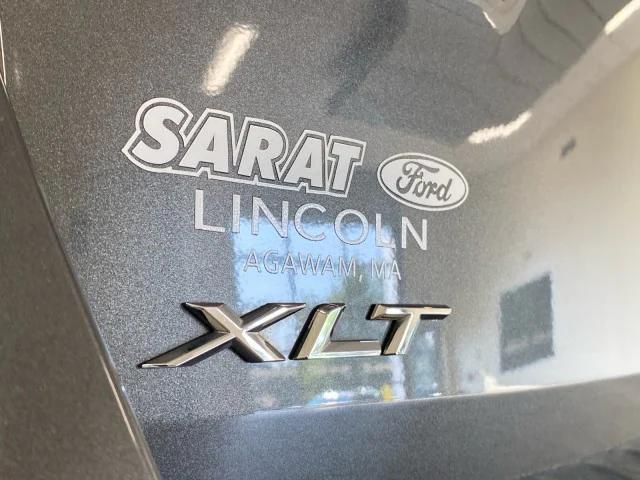 SARAT Ford
LINCOLN
AGAWAM, MA
XLT